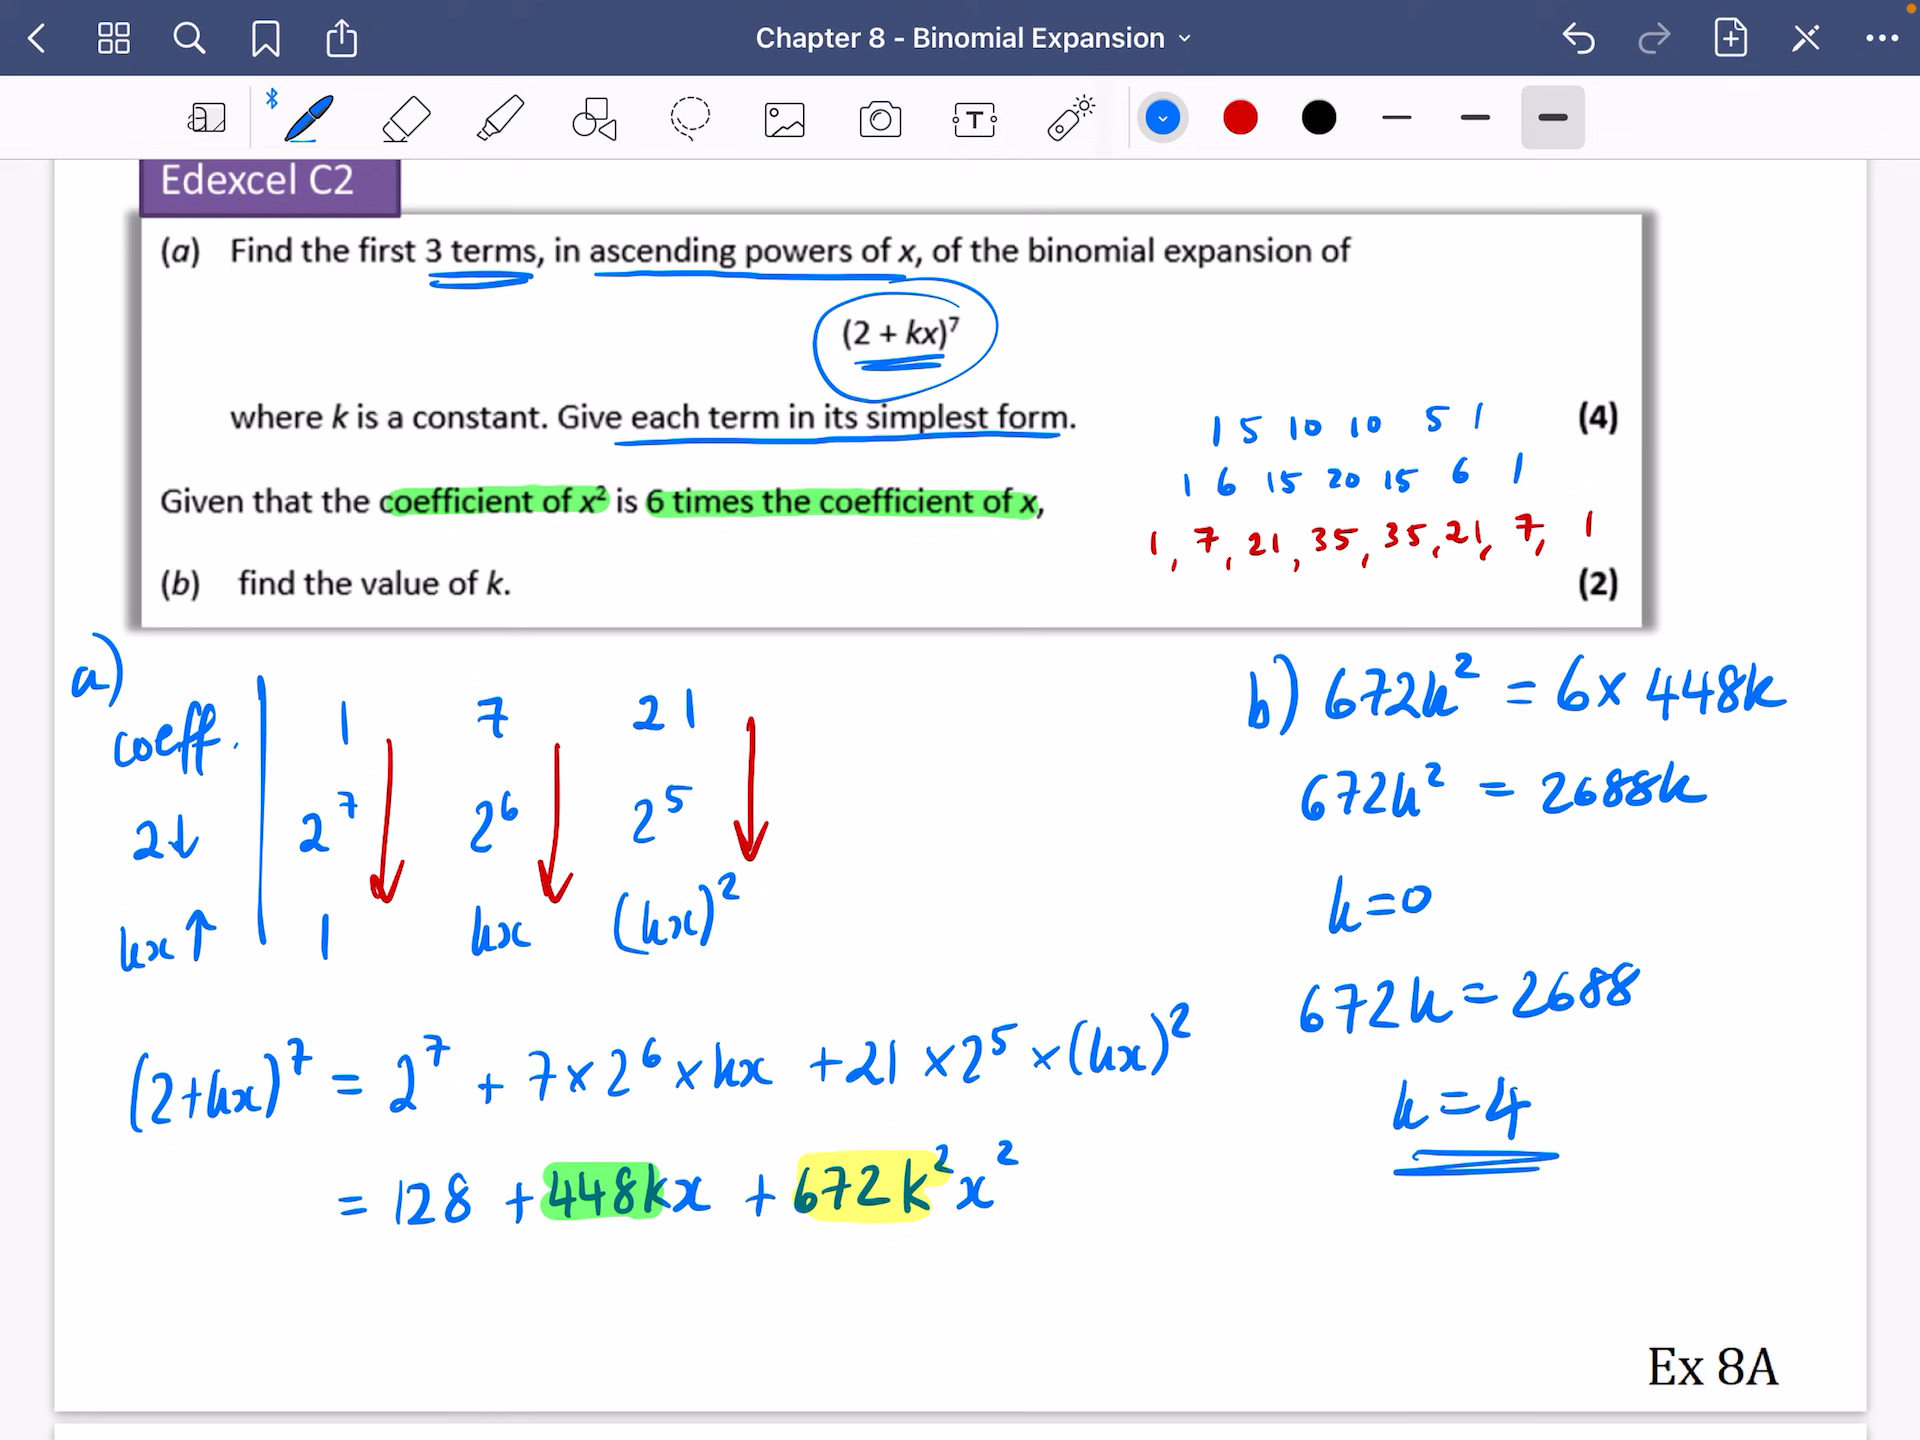 Chapter 8 - Binomial Expansion
Edexcel C2
(a) Find the first 3 terms, in ascending powers of x, of the binomial expansion of
(2 + kx)⁷
where k is a constant. Give each term in its simplest form. (4)
1 5 10 10 5 1
1 6 15 20 15 6 1
Given that the coefficient of x² is 6 times the coefficient of x,
1, 7, 21, 35, 35, 21, 7, 1
(b) find the value of k. (2)
a)
coeff. 1 7 21
2↓ 2⁷ 2⁶ 2⁵
kx↑ 1 kx (kx)²
(2+kx)⁷ = 2⁷ + 7×2⁶×kx + 21×2⁵×(kx)²
= 128 + 448kx + 672k²x²
b) 672k² = 6×448k
672k² = 2688k
k=0
672k=2688
k=4
Ex 8A